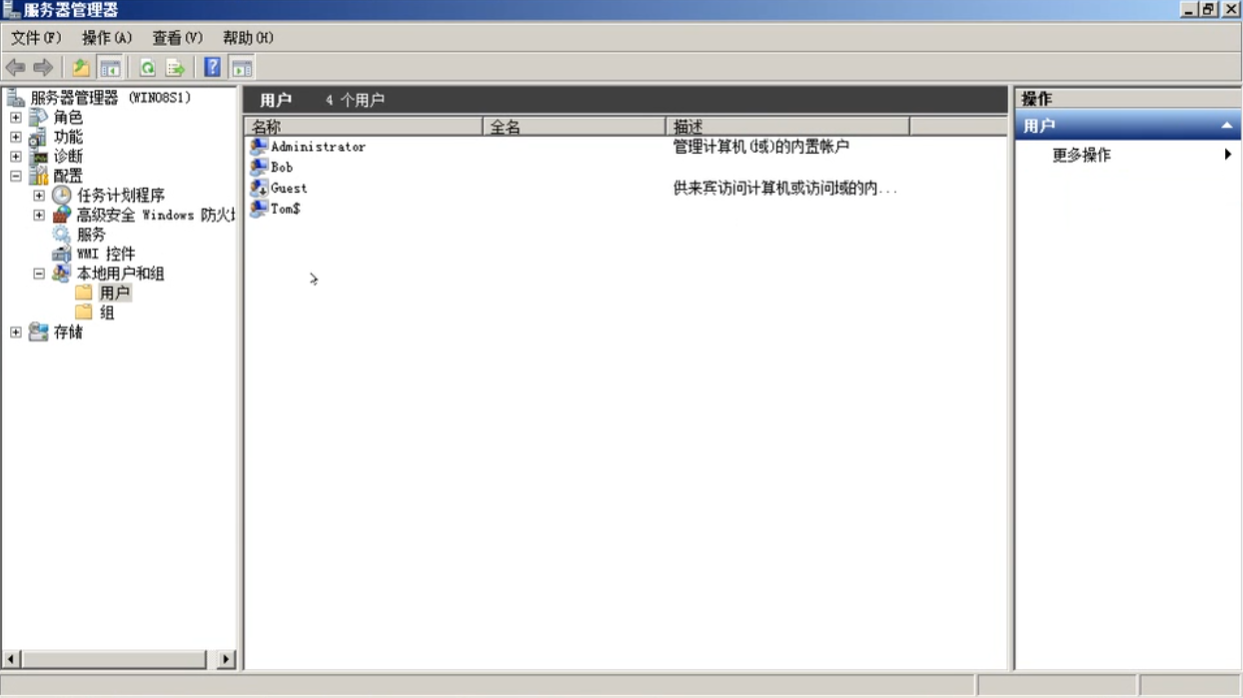 服务器管理器
文件(F) 操作(A) 查看(V) 帮助(H)
服务器管理器 (WIN08S1)
角色
功能
诊断
配置
任务计划程序
高级安全 Windows 防火
服务
WMI 控件
本地用户和组
用户
组
存储
用户 4 个用户
名称 全名 描述
Administrator 管理计算机(域)的内置帐户
Bob
Guest 供来宾访问计算机或访问域的内...
Tom$
操作
用户
更多操作